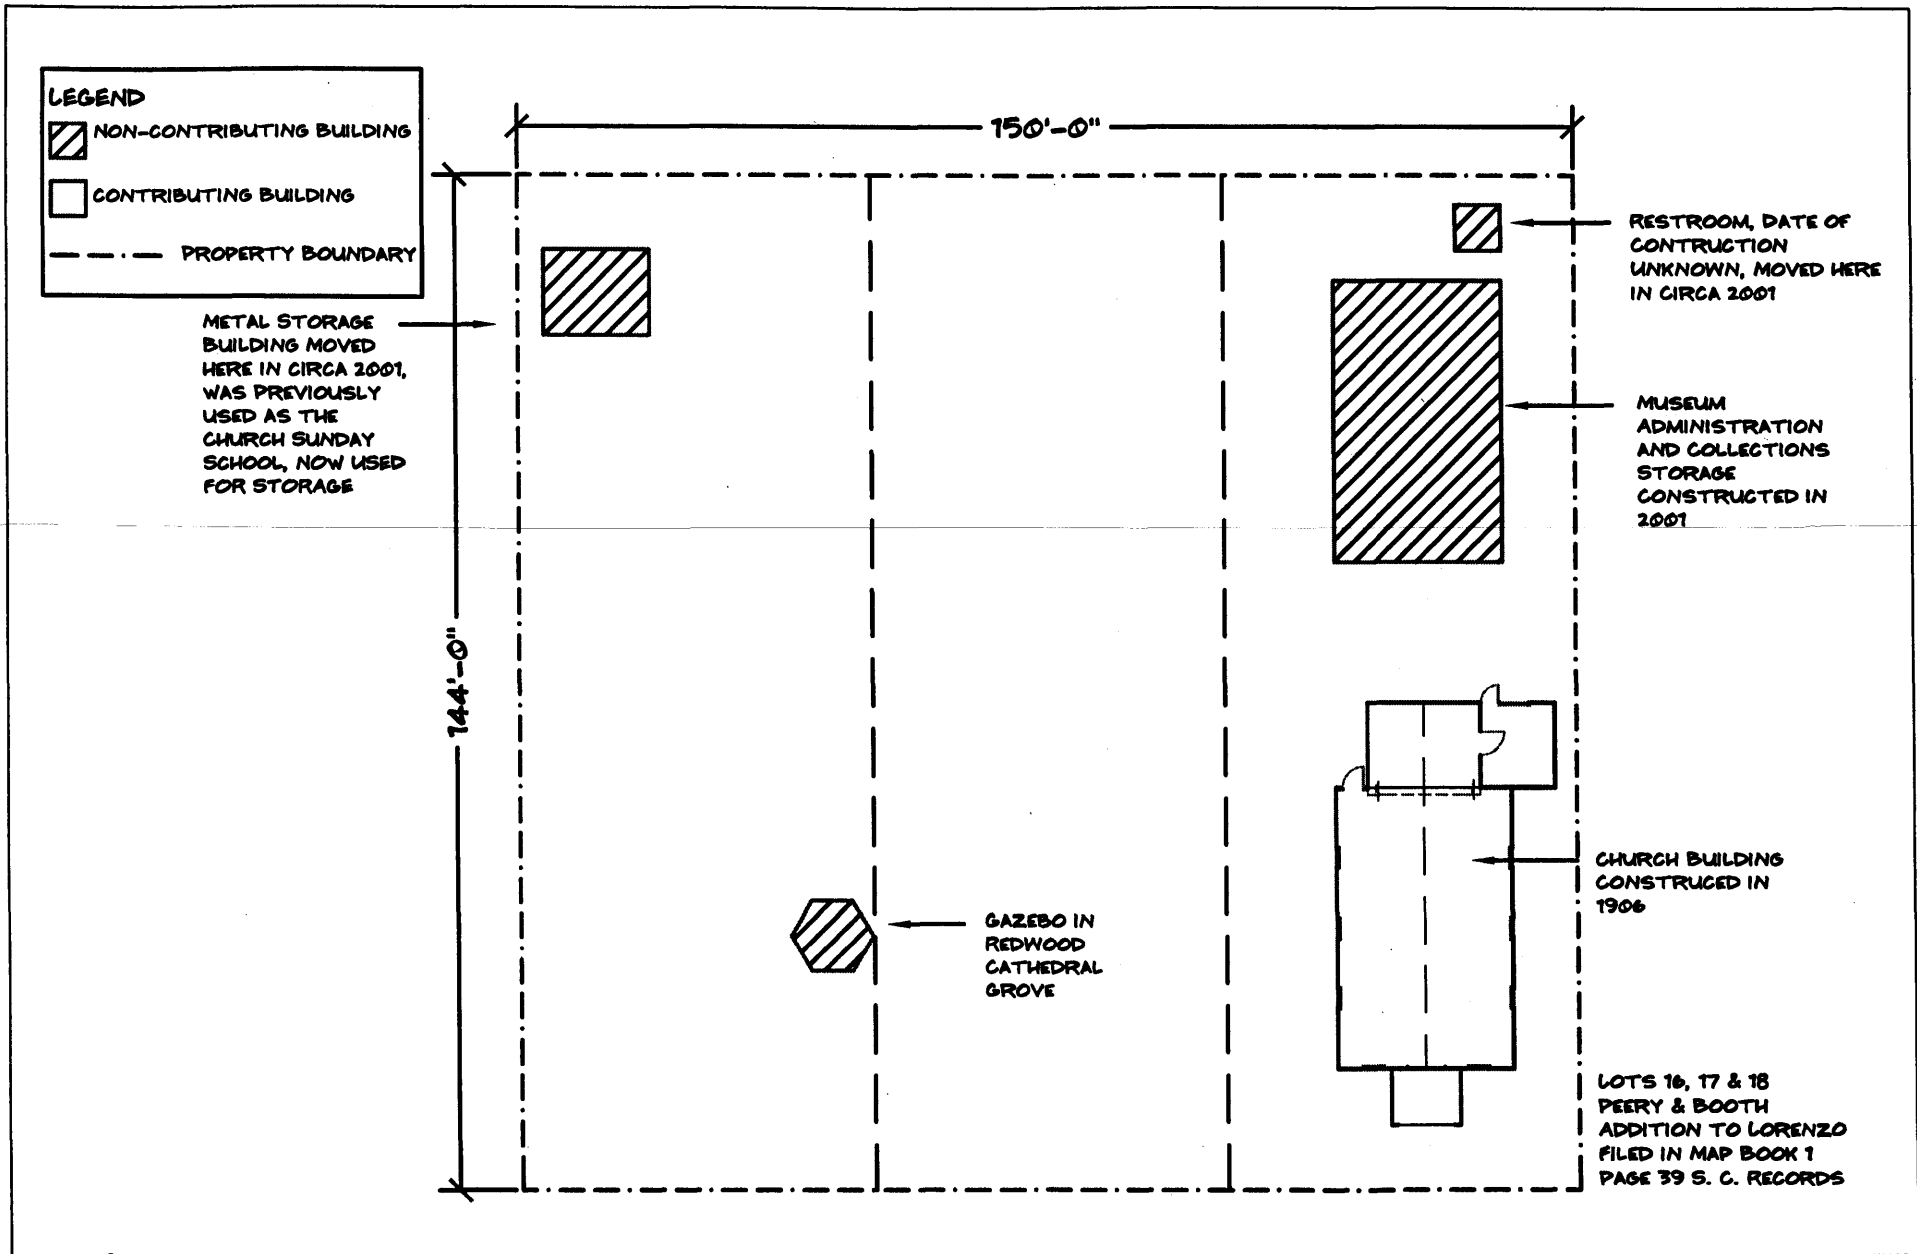 LEGEND
NON-CONTRIBUTING BUILDING
CONTRIBUTING BUILDING
PROPERTY BOUNDARY
150'-0"
144'-0"
METAL STORAGE
BUILDING MOVED
HERE IN CIRCA 2001,
WAS PREVIOUSLY
USED AS THE
CHURCH SUNDAY
SCHOOL, NOW USED
FOR STORAGE
RESTROOM, DATE OF
CONTRUCTION
UNKNOWN, MOVED HERE
IN CIRCA 2001
MUSEUM
ADMINISTRATION
AND COLLECTIONS
STORAGE
CONSTRUCTED IN
2001
CHURCH BUILDING
CONSTRUCED IN
1906
GAZEBO IN
REDWOOD
CATHEDRAL
GROVE
LOTS 16, 17 & 18
PEERY & BOOTH
ADDITION TO LORENZO
FILED IN MAP BOOK 1
PAGE 39 S. C. RECORDS